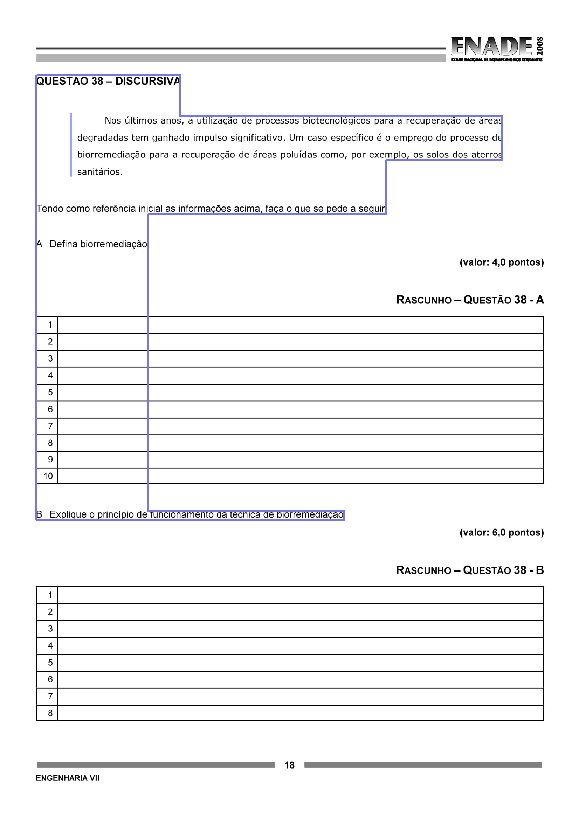 ENADE 2008
EXAME NACIONAL DE DESEMPENHO DOS ESTUDANTES
QUESTÃO 38 – DISCURSIVA
Nos últimos anos, a utilização de processos biotecnológicos para a recuperação de áreas
degradadas tem ganhado impulso significativo. Um caso específico é o emprego do processo de
biorremediação para a recuperação de áreas poluídas como, por exemplo, os solos dos aterros
sanitários.
Tendo como referência inicial as informações acima, faça o que se pede a seguir
A Defina biorremediação
(valor: 4,0 pontos)
RASCUNHO – QUESTÃO 38 - A
1
2
3
4
5
6
7
8
9
10
B Explique o princípio de funcionamento da técnica de biorremediação
(valor: 6,0 pontos)
RASCUNHO – QUESTÃO 38 - B
1
2
3
4
5
6
7
8
18
ENGENHARIA VII